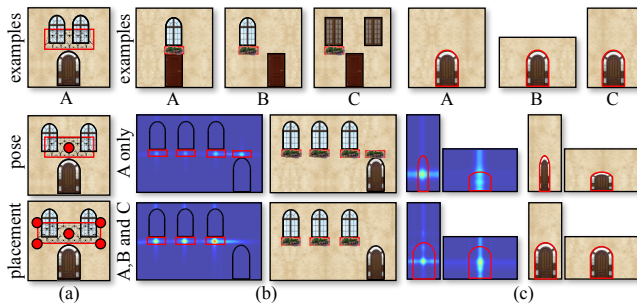 examples
examples
A
A
B
C
A
B
C
pose
A only
placement
A,B and C
(a)
(b)
(c)